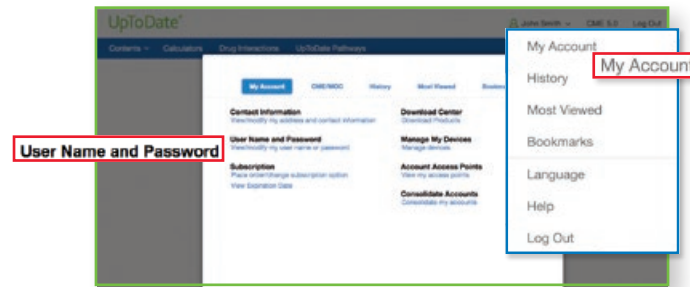 UpToDate®
John Smith CME 5.0 Log Out
Contents Calculators Drug Interactions UpToDate Pathways
My Account
My Account
History
Most Viewed
Bookmarks
Language
Help
Log Out
My Account CME/MOC History Most Viewed
Contact Information
View/modify my address and contact information
User Name and Password
View/modify my user name or password
User Name and Password
Subscription
Place order/change subscription option
View Expiration Date
Download Center
Download Products
Manage My Devices
Manage devices
Account Access Points
View my access points
Consolidate Accounts
Consolidate my accounts